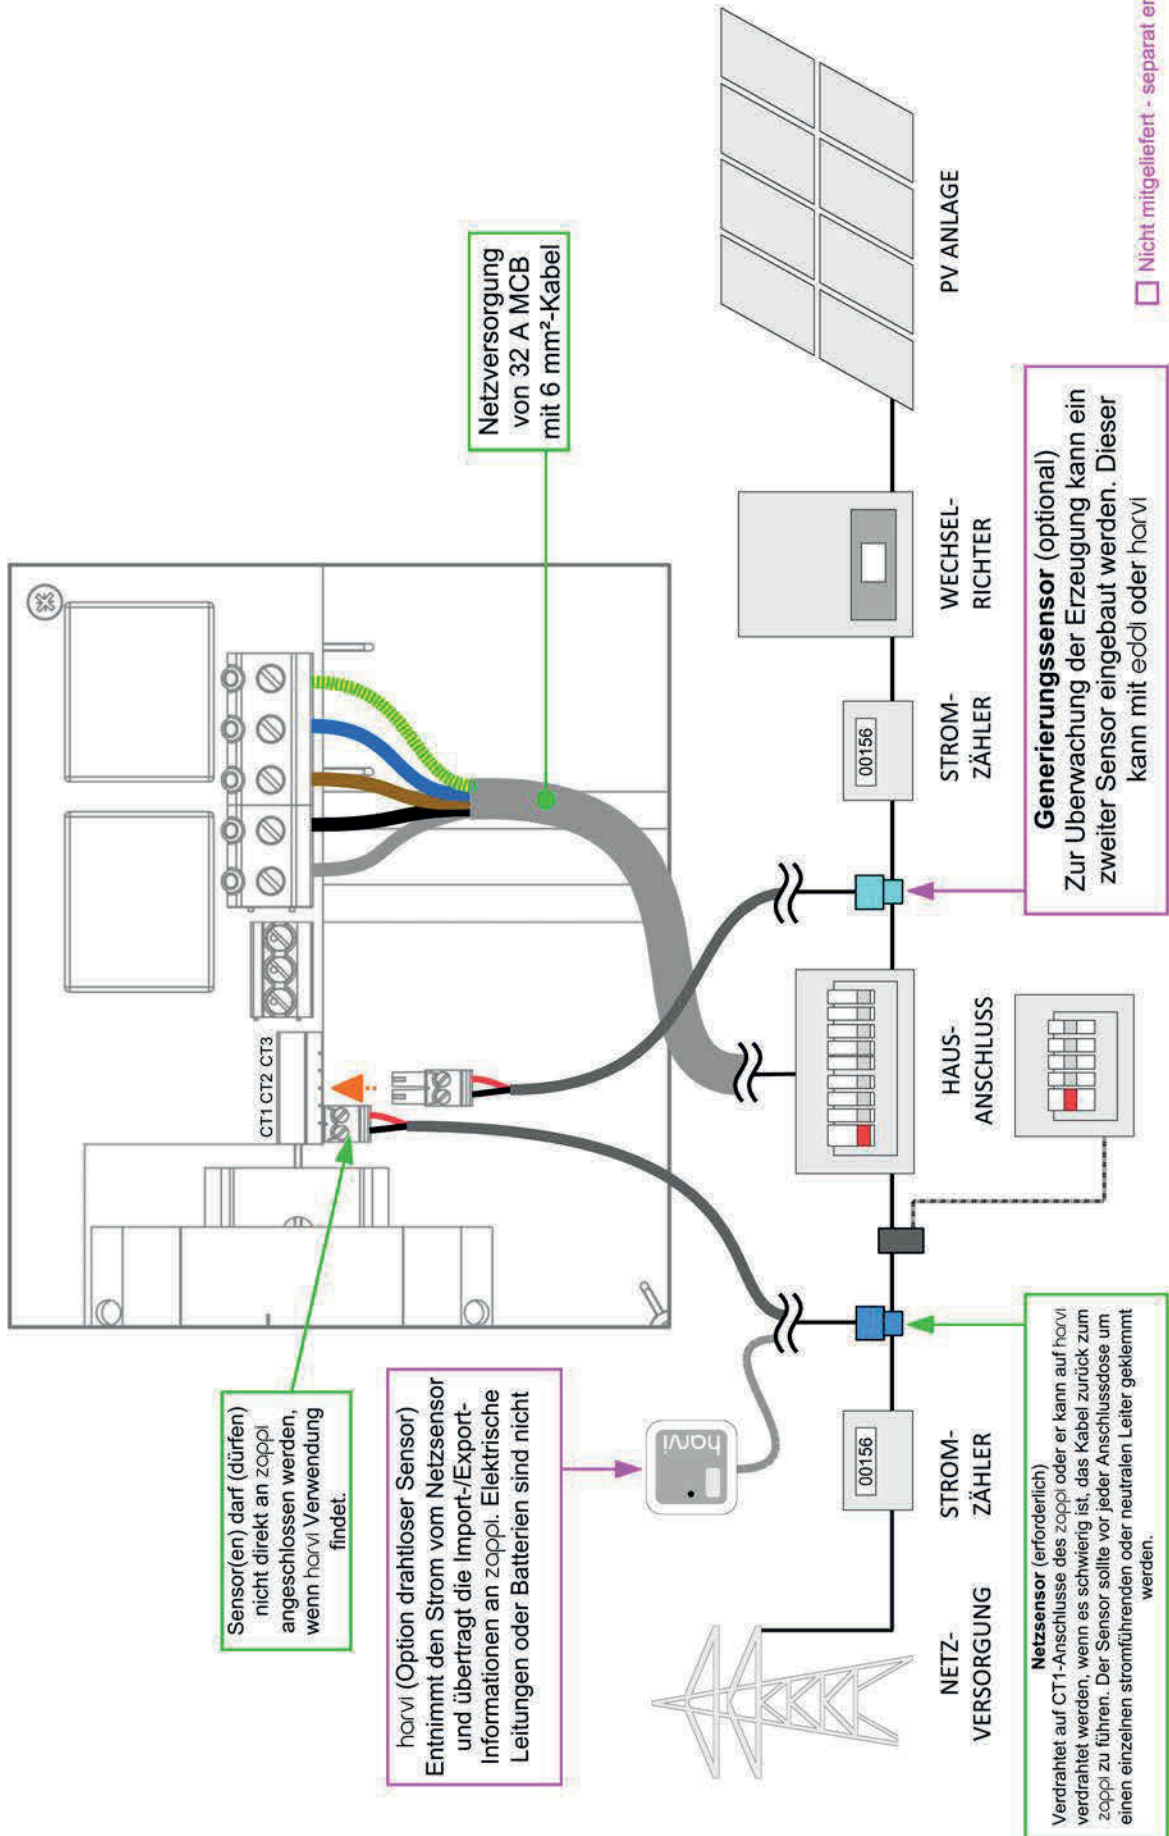 Sensor(en) darf (dürfen)
nicht direkt an zappi
angeschlossen werden,
wenn harvi Verwendung
findet.
harvi (Option drahtloser Sensor)
Entnimmt den Strom vom Netzsensor
und überträgt die Import-/Export-
Informationen an zappi. Elektrische
Leitungen oder Batterien sind nicht
CT1 CT2 CT3
Netzversorgung
von 32 A MCB
mit 6 mm²-Kabel
harvi
00156
00156
NETZ-
VERSORGUNG
STROM-
ZÄHLER
HAUS-
ANSCHLUSS
STROM-
ZÄHLER
WECHSEL-
RICHTER
PV ANLAGE
Netzsensor (erforderlich)
Verdrahtet auf CT1-Anschlusse des zappi oder er kann auf harvi
verdrahtet werden, wenn es schwierig ist, das Kabel zurück zum
zappi zu führen. Der Sensor sollte vor jeder Anschlussdose um
einen einzelnen stromführenden oder neutralen Leiter geklemmt
werden.
Generierungssensor (optional)
Zur Uberwachung der Erzeugung kann ein
zweiter Sensor eingebaut werden. Dieser
kann mit eddi oder harvi
Nicht mitgeliefert - separat